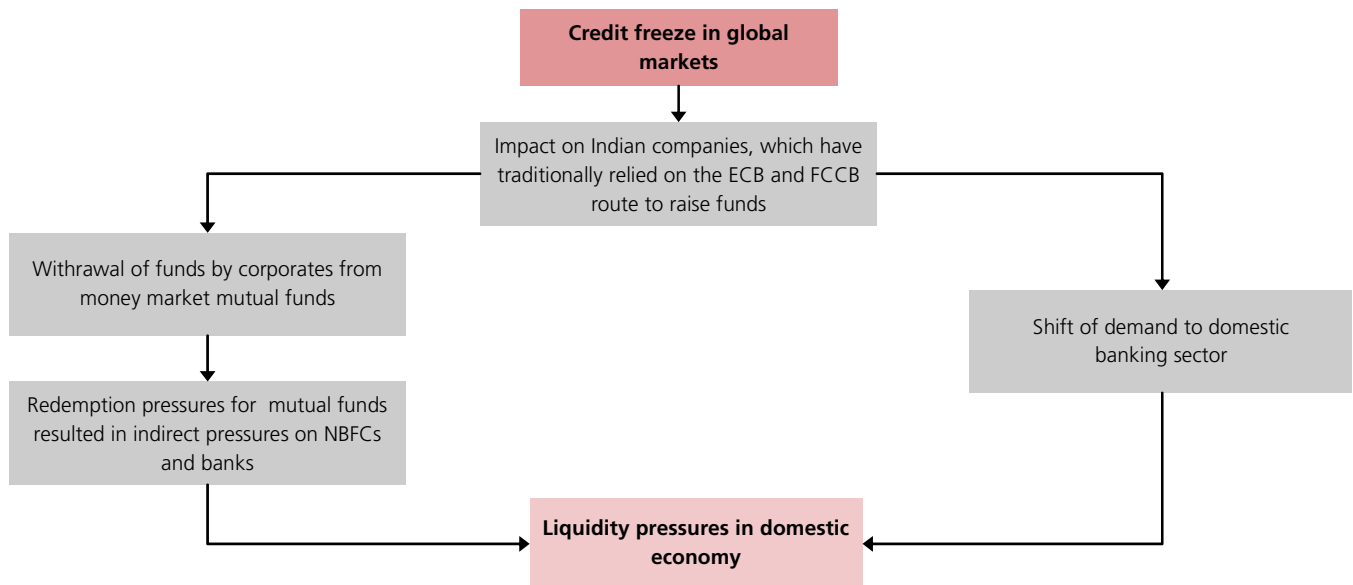 Credit freeze in global
markets
Impact on Indian companies, which have
traditionally relied on the ECB and FCCB
route to raise funds
Withrawal of funds by corporates from
money market mutual funds
Shift of demand to domestic
banking sector
Redemption pressures for mutual funds
resulted in indirect pressures on NBFCs
and banks
Liquidity pressures in domestic
economy